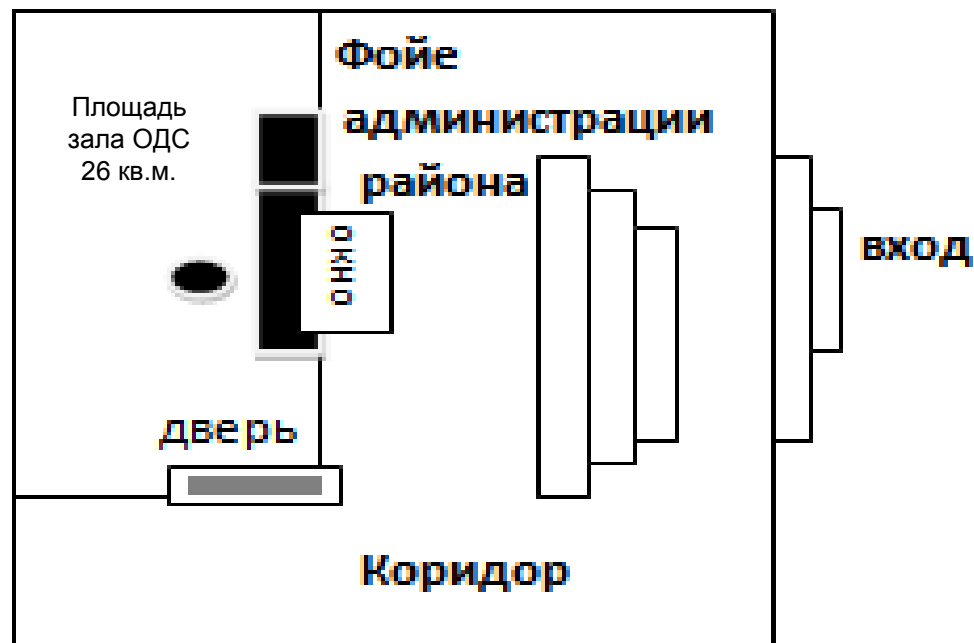 Площадь
зала ОДС
26 кв.м.
Фойе
администрации
района
окно
вход
дверь
Коридор